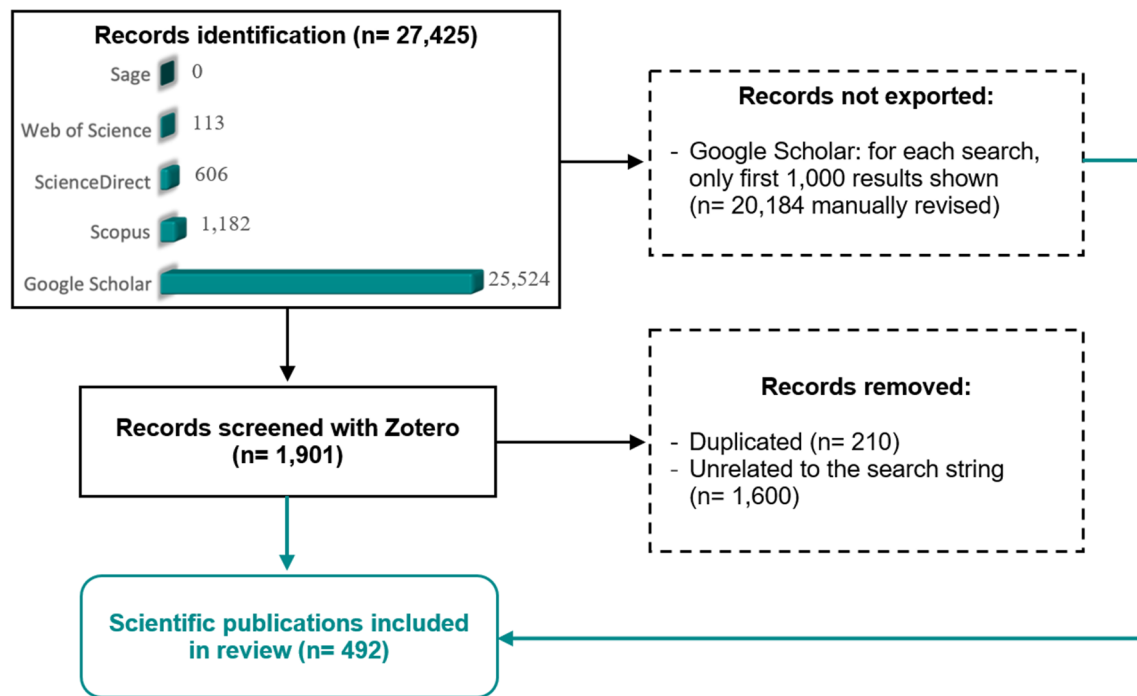 Records identification (n= 27,425)
Sage 0
Web of Science 113
ScienceDirect 606
Scopus 1,182
Google Scholar 25,524
Records not exported:
- Google Scholar: for each search,
only first 1,000 results shown
(n= 20,184 manually revised)
Records screened with Zotero
(n= 1,901)
Records removed:
- Duplicated (n= 210)
- Unrelated to the search string
(n= 1,600)
Scientific publications included
in review (n= 492)